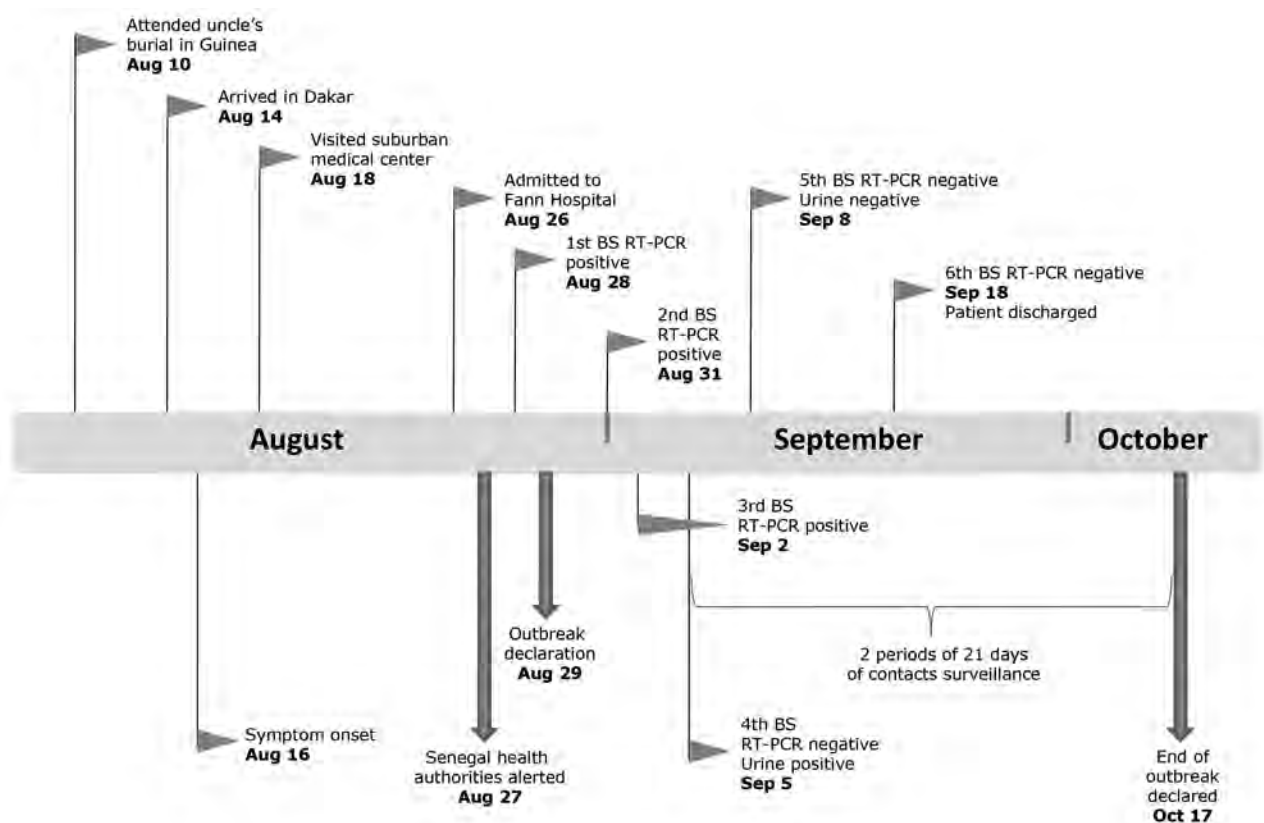 Attended uncle's
burial in Guinea
Aug 10
Arrived in Dakar
Aug 14
Visited suburban
medical center
Aug 18
Admitted to
Fann Hospital
Aug 26
1st BS RT-PCR
positive
Aug 28
2nd BS
RT-PCR
positive
Aug 31
5th BS RT-PCR negative
Urine negative
Sep 8
6th BS RT-PCR negative
Sep 18
Patient discharged
August
September
October
Symptom onset
Aug 16
Senegal health
authorities alerted
Aug 27
Outbreak
declaration
Aug 29
3rd BS
RT-PCR positive
Sep 2
2 periods of 21 days
of contacts surveillance
4th BS
RT-PCR negative
Urine positive
Sep 5
End of
outbreak
declared
Oct 17